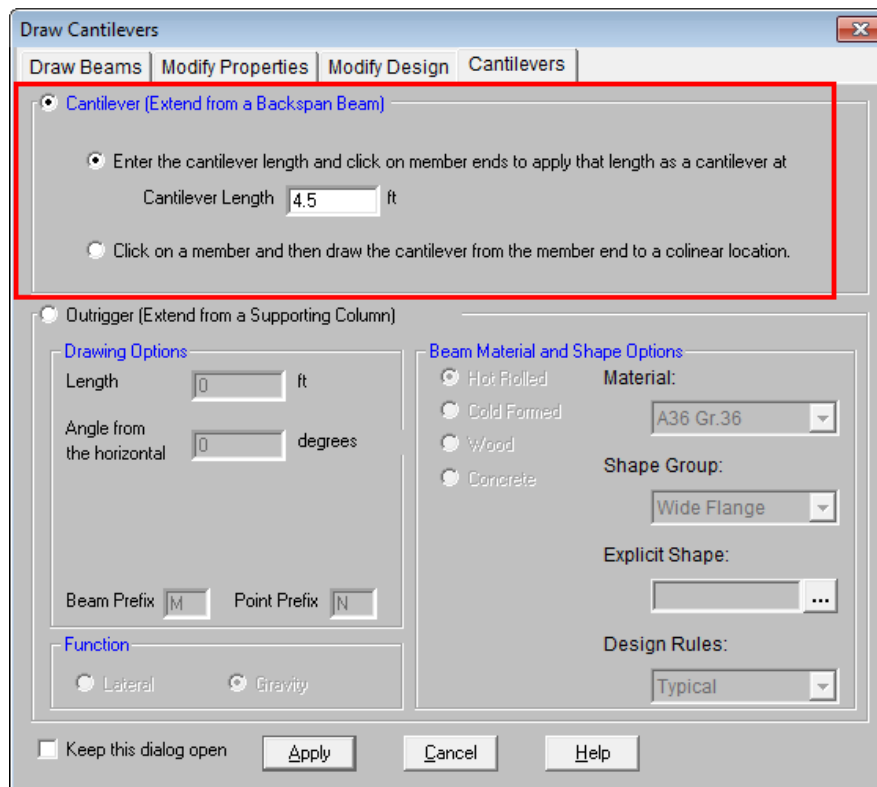 Draw Cantilevers
Draw Beams Modify Properties Modify Design Cantilevers
Cantilever (Extend from a Backspan Beam)
Enter the cantilever length and click on member ends to apply that length as a cantilever at
Cantilever Length 4.5 ft
Click on a member and then draw the cantilever from the member end to a colinear location.
Outrigger (Extend from a Supporting Column)
Drawing Options
Length 0 ft
Angle from
the horizontal 0 degrees
Beam Prefix M Point Prefix N
Function
Lateral Gravity
Beam Material and Shape Options
Hot Rolled
Cold Formed
Wood
Concrete
Material:
A36 Gr.36
Shape Group:
Wide Flange
Explicit Shape:
...
Design Rules:
Typical
Keep this dialog open Apply Cancel Help